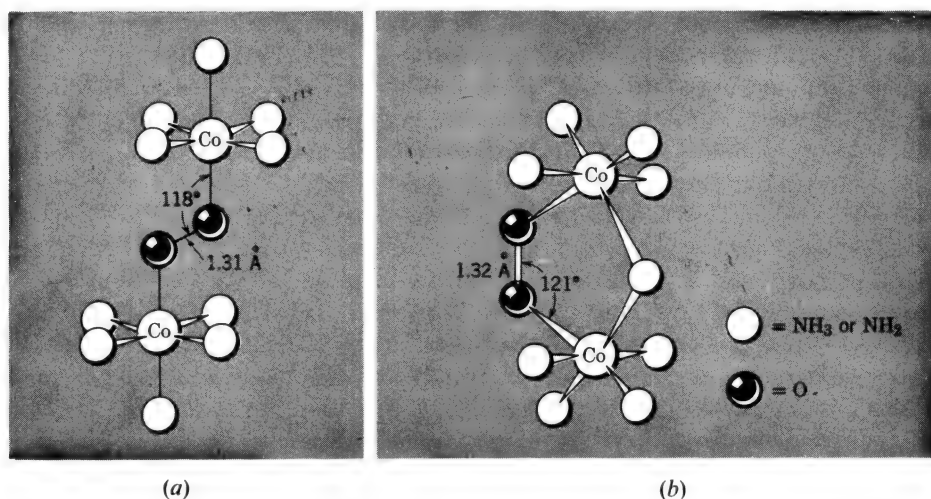 Co
118°
1.31 Å
Co
Co
1.32 Å
121°
Co
= NH₃ or NH₂
= O
(a)
(b)